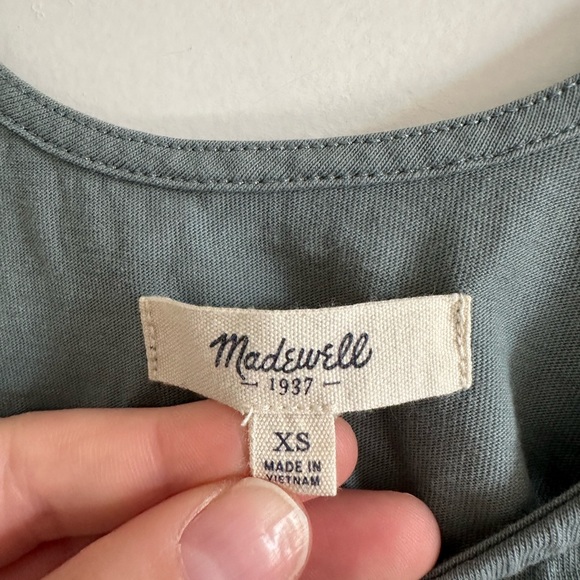 Madewell
— 1937 —
XS
MADE IN
VIETNAM